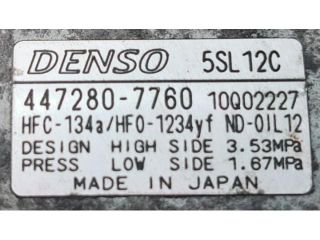 DENSO 5SL12C
447280-7760 10Q02227
HFC-134a/HFO-1234yf ND-OIL12
DESIGN HIGH SIDE 3.53MPa
PRESS LOW SIDE 1.67MPa
MADE IN JAPAN